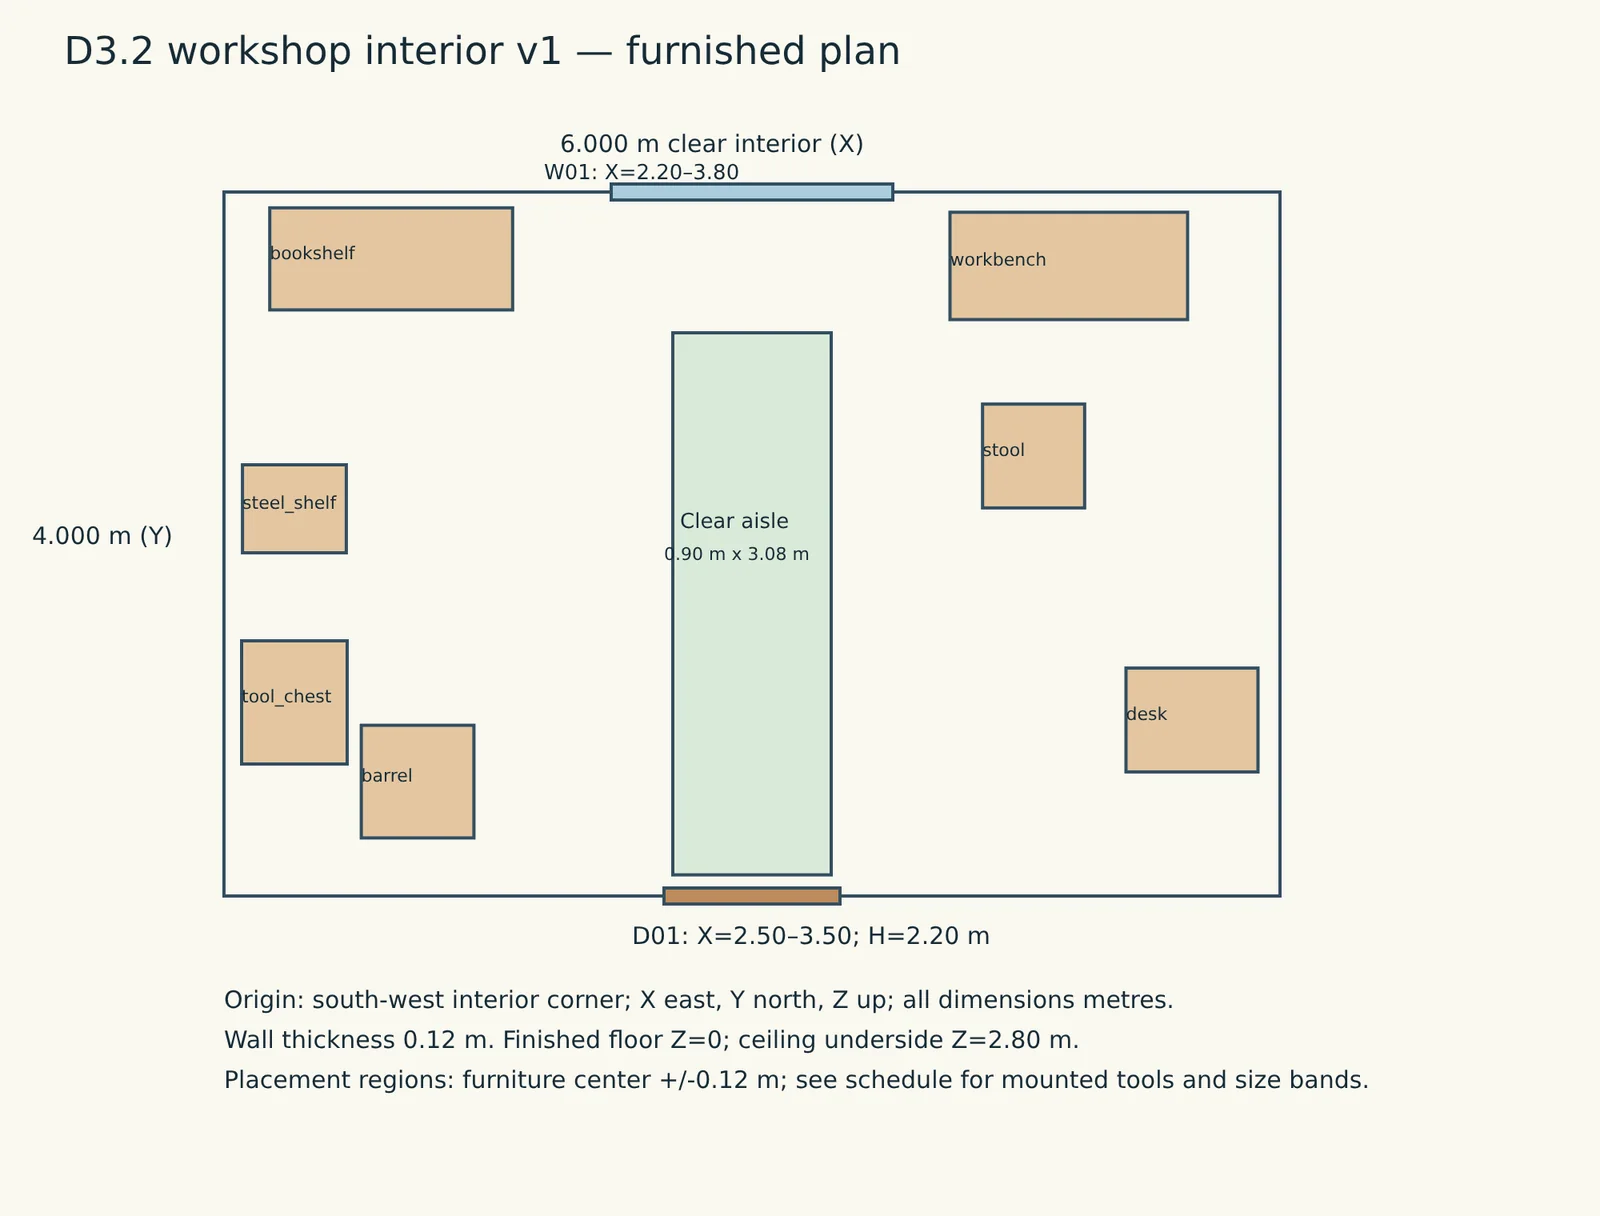 D3.2 workshop interior v1 — furnished plan
6.000 m clear interior (X)
W01: X=2.20–3.80
bookshelf
workbench
stool
steel_shelf
Clear aisle
4.000 m (Y)
0.90 m x 3.08 m
tool_chest
desk
barrel
D01: X=2.50–3.50; H=2.20 m
Origin: south-west interior corner; X east, Y north, Z up; all dimensions metres.
Wall thickness 0.12 m. Finished floor Z=0; ceiling underside Z=2.80 m.
Placement regions: furniture center +/-0.12 m; see schedule for mounted tools and size bands.